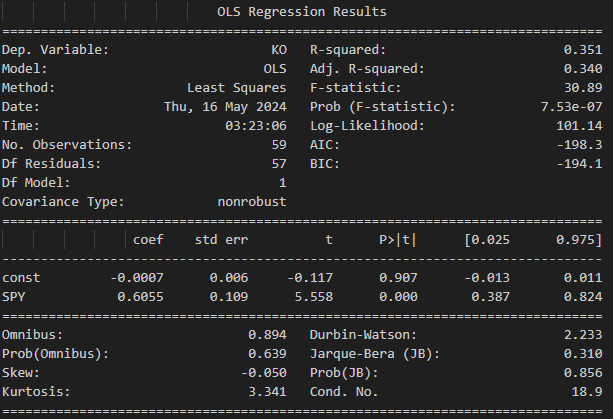 OLS Regression Results
==============================================================================
Dep. Variable:                     KO   R-squared:                       0.351
Model:                            OLS   Adj. R-squared:                  0.340
Method:                 Least Squares   F-statistic:                     30.89
Date:                Thu, 16 May 2024   Prob (F-statistic):           7.53e-07
Time:                        03:23:06   Log-Likelihood:                 101.14
No. Observations:                  59   AIC:                            -198.3
Df Residuals:                      57   BIC:                            -194.1
Df Model:                           1
Covariance Type:            nonrobust
==============================================================================
                 coef    std err          t      P>|t|      [0.025      0.975]
------------------------------------------------------------------------------
const         -0.0007      0.006     -0.117      0.907      -0.013       0.011
SPY            0.6055      0.109      5.558      0.000       0.387       0.824
==============================================================================
Omnibus:                        0.894   Durbin-Watson:                   2.233
Prob(Omnibus):                  0.639   Jarque-Bera (JB):                0.310
Skew:                          -0.050   Prob(JB):                        0.856
Kurtosis:                       3.341   Cond. No.                         18.9
==============================================================================